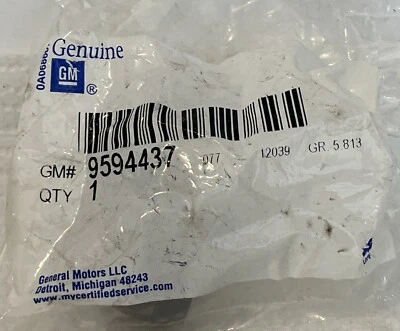 Genuine
GM
®
GM# 9594437 077 12039 GR. 5.813
QTY 1
General Motors LLC
Detroit, Michigan 48243
www.mycertifiedservice.com